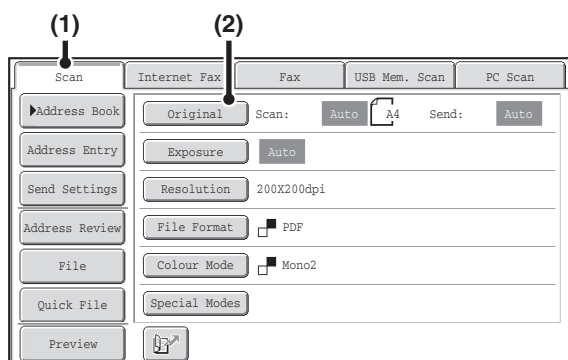 (1) (2)
Scan Internet Fax Fax USB Mem. Scan PC Scan
Address Book Original Scan: Auto A4 Send: Auto
Address Entry Exposure Auto
Send Settings Resolution 200X200dpi
Address Review File Format PDF
File Colour Mode Mono2
Quick File Special Modes
Preview